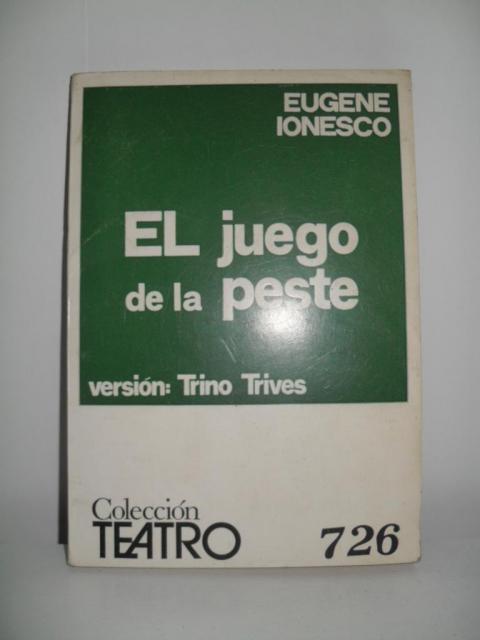 EUGENE
IONESCO
EL juego
de la peste
versión: Trino Trives
Colección
TEATRO
726